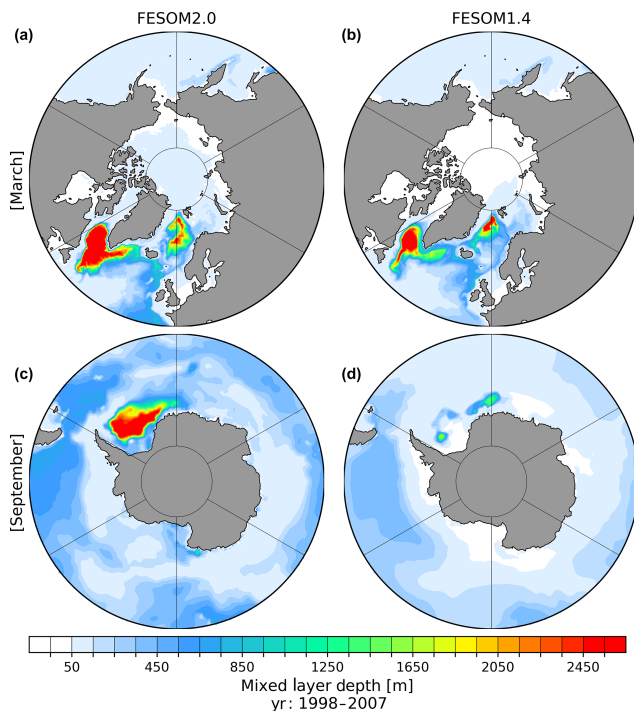 FESOM2.0 FESOM1.4
(a) (b)
[March]
(c) (d)
[September]
50 450 850 1250 1650 2050 2450
Mixed layer depth [m]
yr: 1998–2007